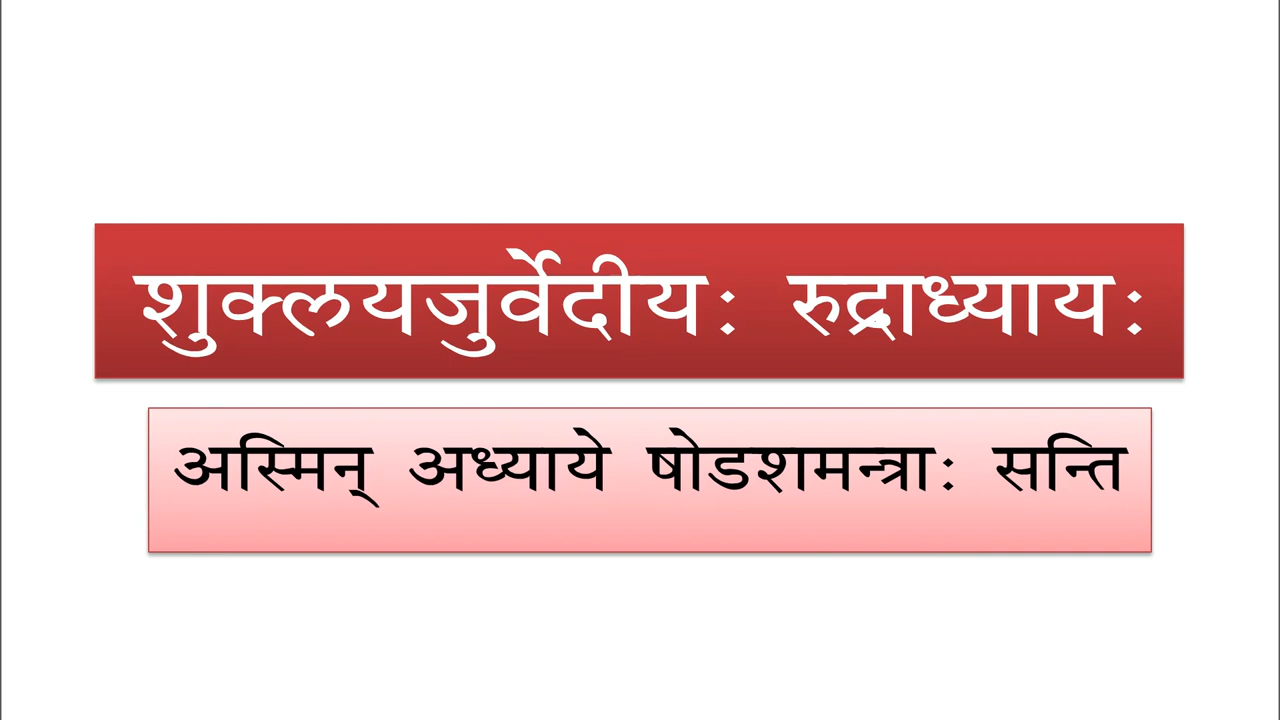 शुक्लयजुर्वेदीयः रुद्राध्यायः
अस्मिन् अध्याये षोडशमन्त्राः सन्ति